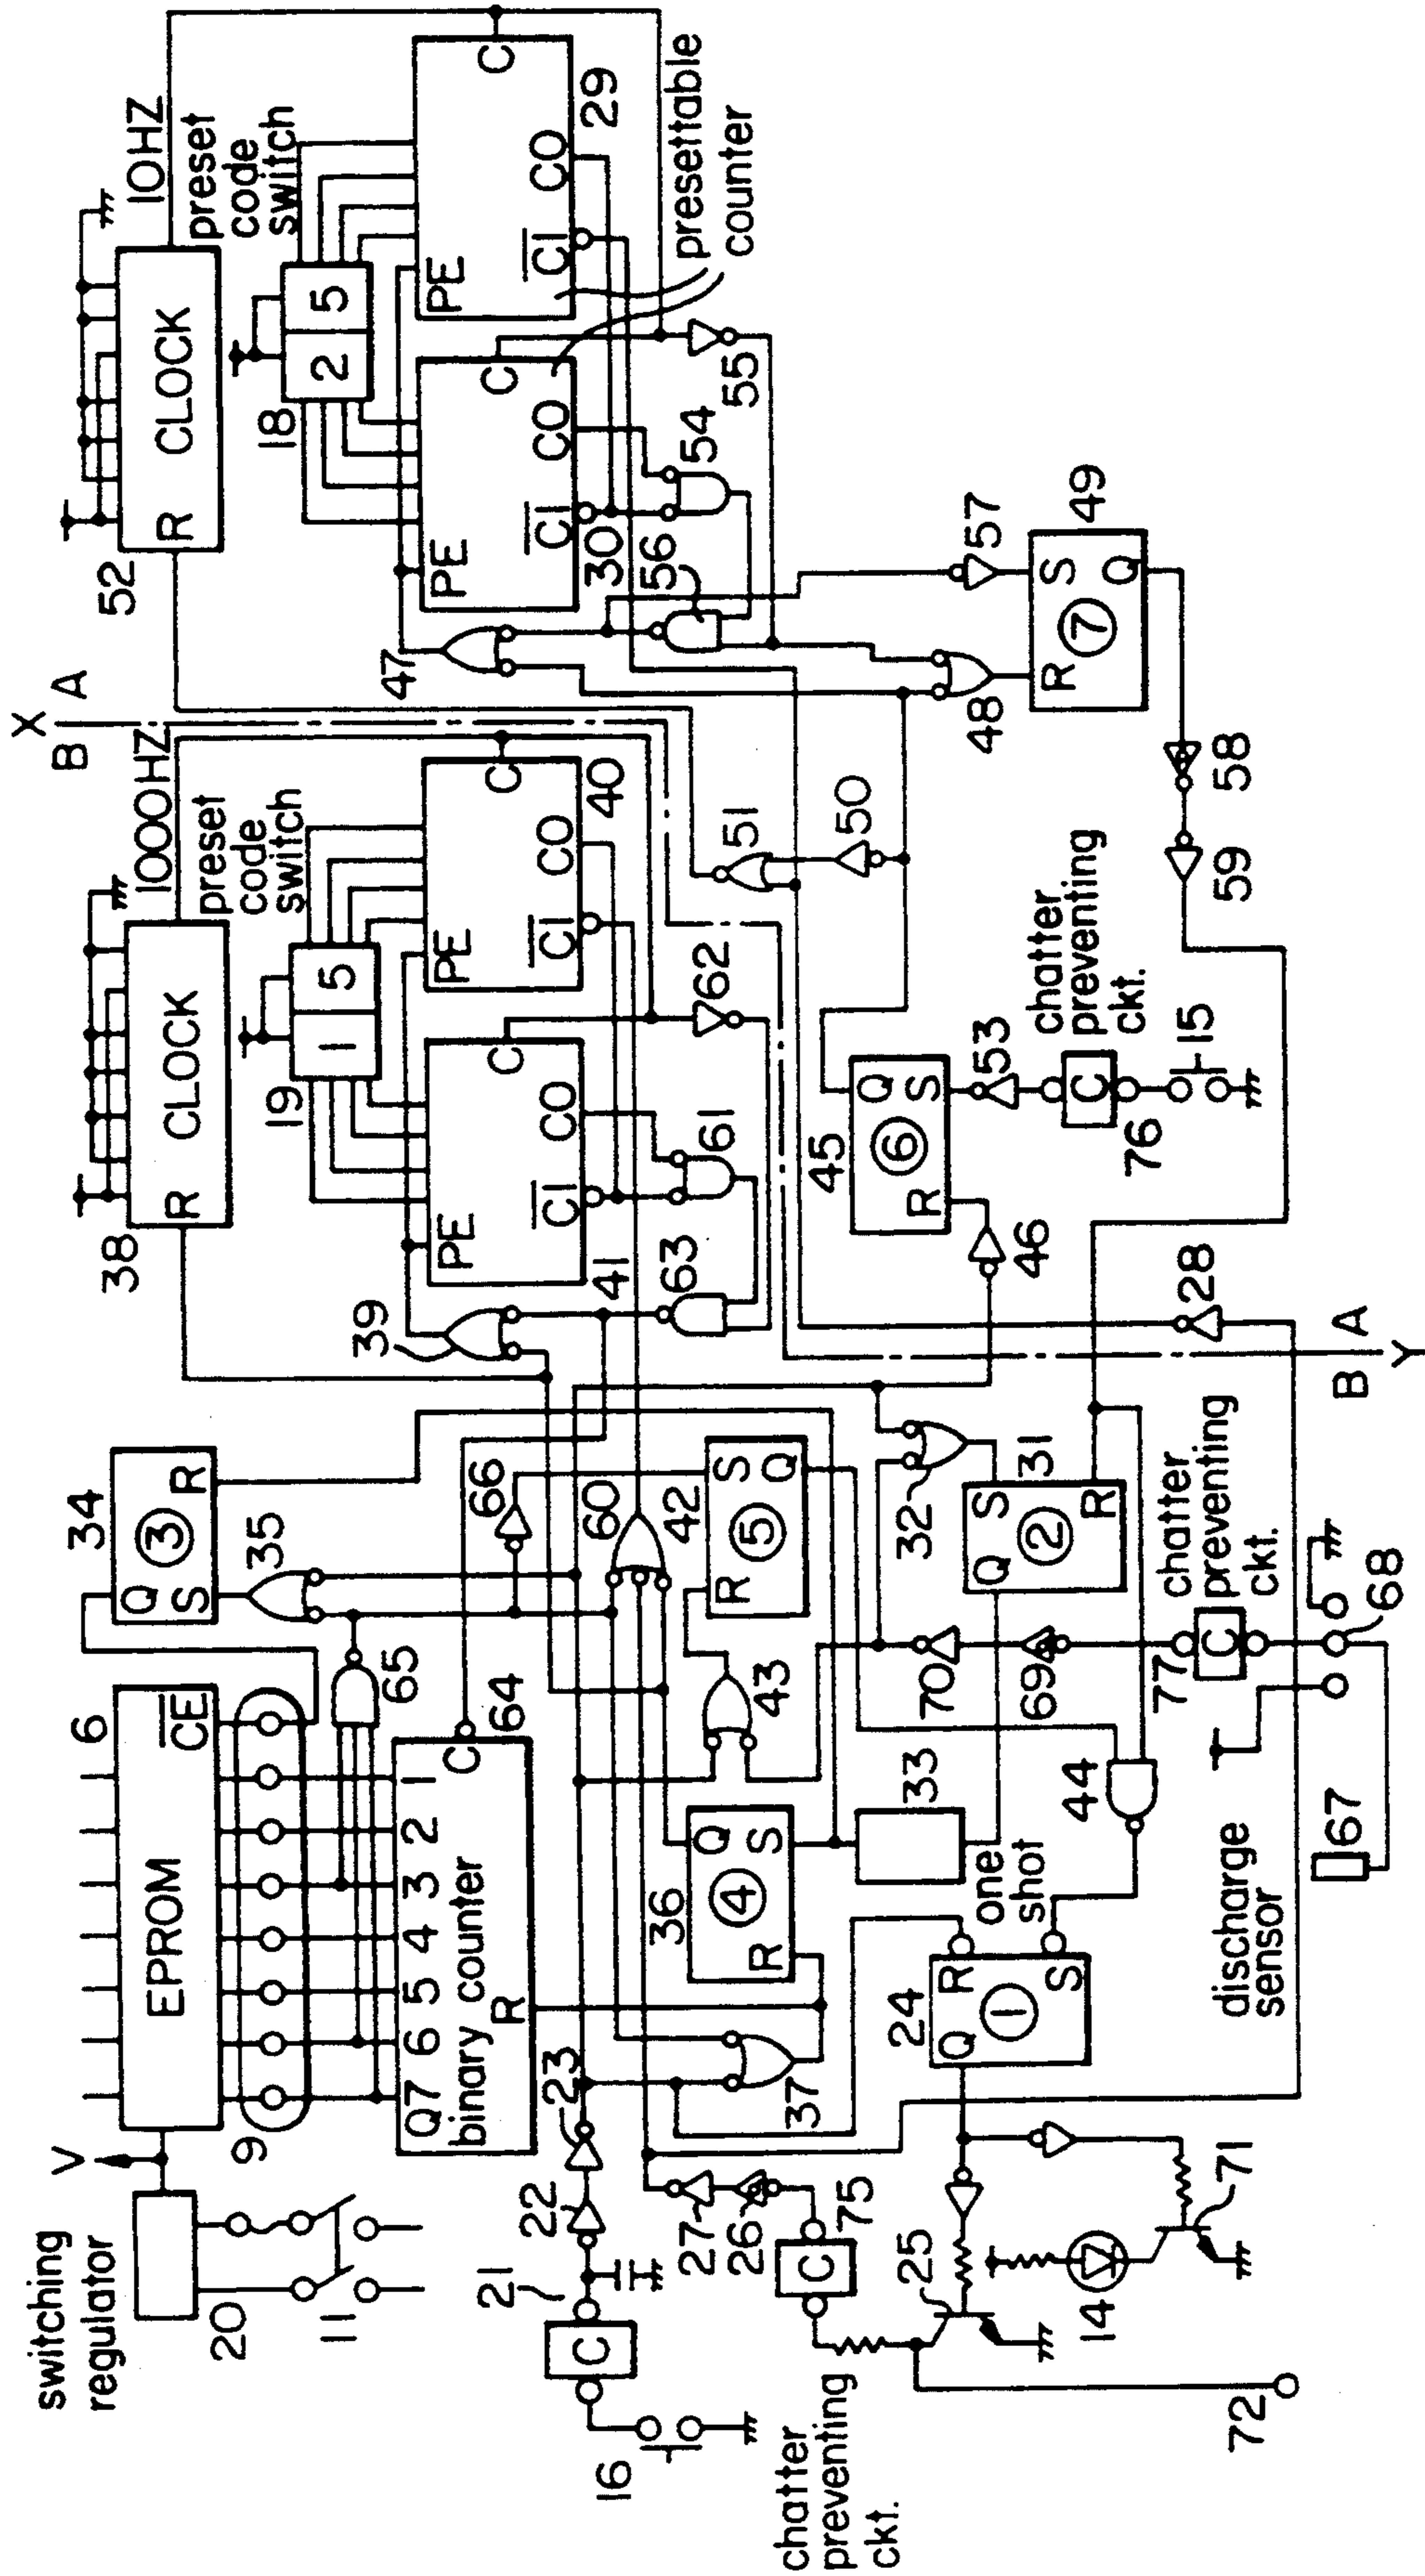 switching
regulator
20
11
V
9
EPROM
CE
6
Q7 6 5 4 3 2 1
binary counter
C
R
64
65
34
3
Q
S
R
35
38
CLOCK
R
1000HZ
preset
code
switch
19
1 5
PE
C
CI
CO
41
PE
C
CI
CO
40
39
63
61
62
X
B A
52
CLOCK
R
10HZ
preset
code
switch
18
2 5
PE
C
CI
CO
30
PE
C
CI
CO
29
presettable
counter
47
56
54
55
16
C
21
22
23
37
36
4
Q
S
R
33
one
shot
43
66
60
42
5
S
Q
R
32
31
2
S
Q
R
70
69
77
C
chatter
preventing
ckt.
68
67
discharge
sensor
44
24
1
Q
R
S
27
26
75
C
chatter
preventing
ckt.
25
14
71
72
51
50
45
6
Q
S
R
46
53
76
C
chatter
preventing
ckt.
15
28
48
57
49
7
S
Q
R
58
59
B A
Y